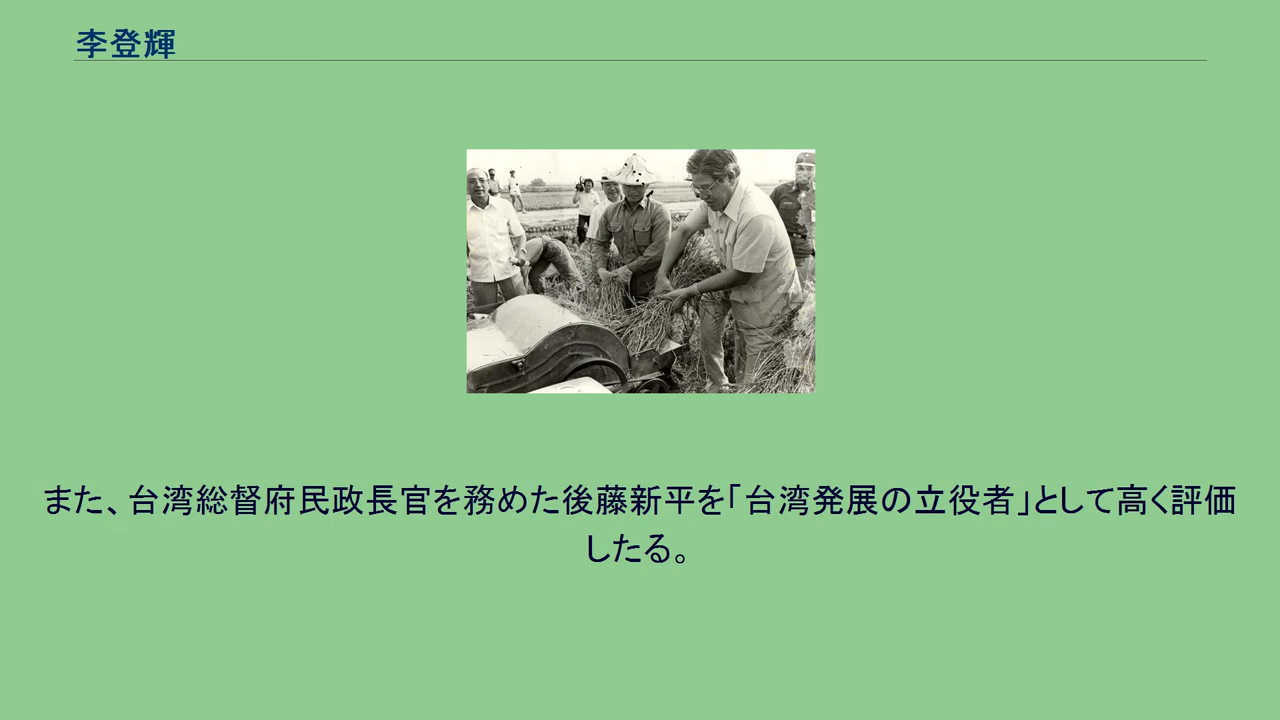 李登輝
また、台湾総督府民政長官を務めた後藤新平を「台湾発展の立役者」として高く評価
したる。